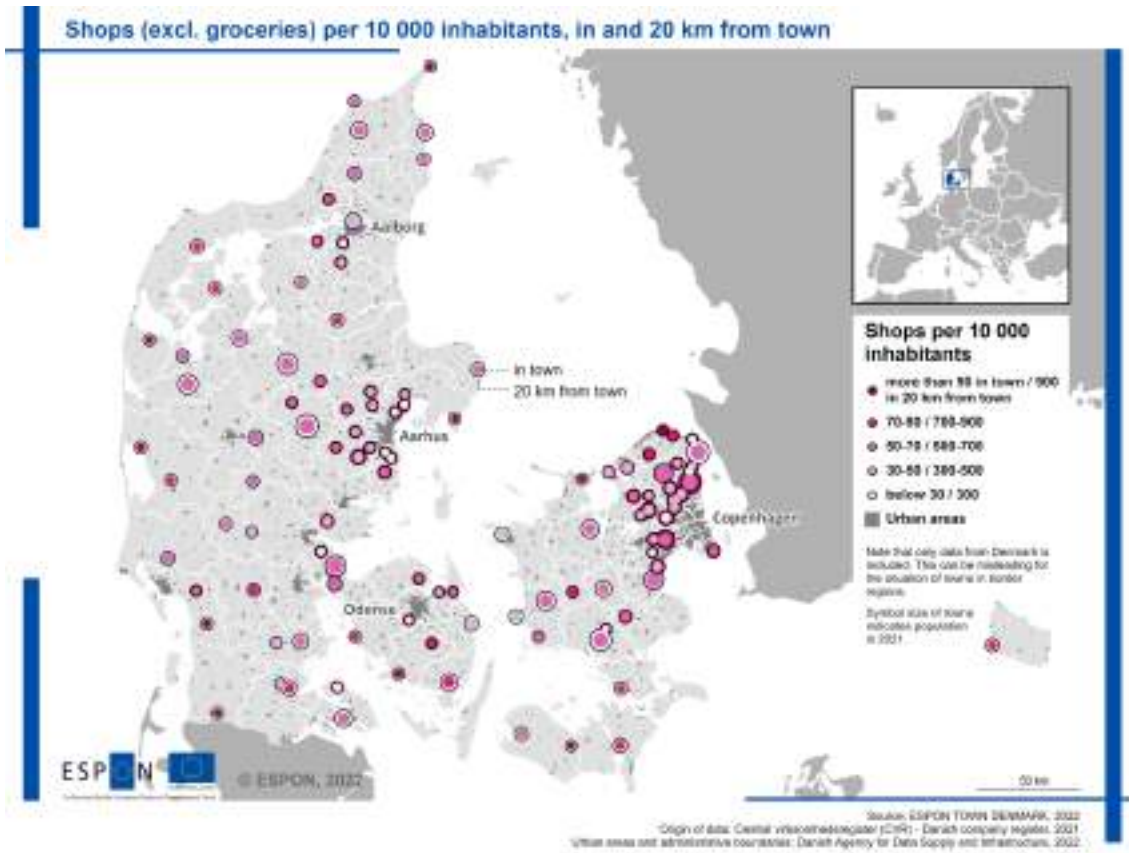 Shops (excl. groceries) per 10 000 inhabitants, in and 20 km from town
Aalborg
in town
20 km from town
Aarhus
Copenhagen
Odense
Shops per 10 000
inhabitants
more than 90 in town / 900
in 20 km from town
70-90 / 700-900
50-70 / 500-700
30-50 / 300-500
below 30 / 300
Urban areas
Note that only data from Denmark is
included. This can be misleading for
the situation of towns in border
regions.
Symbol size of towns
indicates population
in 2021
ESPON
© ESPON, 2022
50 km
Source: ESPON TOWN DENMARK, 2022
Origin of data: Central virksomhedsregister (CVR) - Danish company register, 2021
Urban areas and administrative boundaries: Danish Agency for Data Supply and Infrastructure, 2022